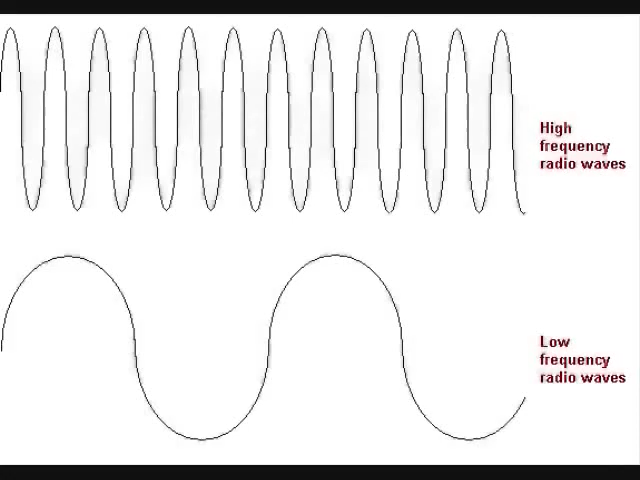 High
frequency
radio waves
Low
frequency
radio waves